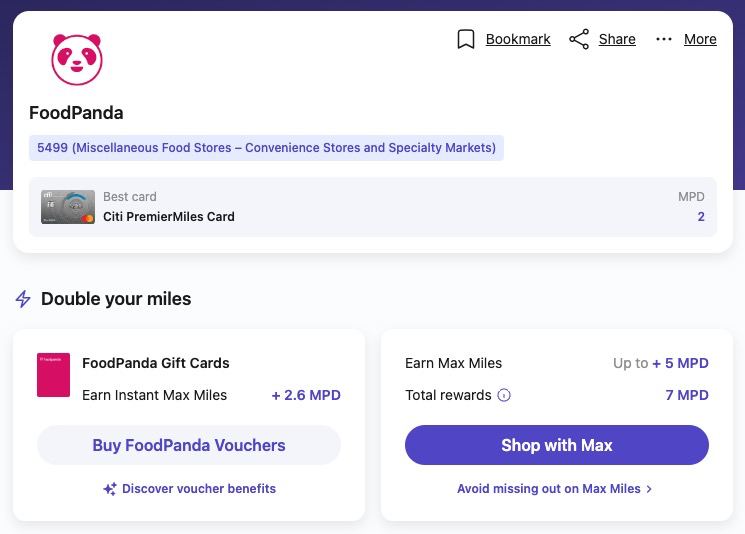 Bookmark
Share
More
FoodPanda
5499 (Miscellaneous Food Stores – Convenience Stores and Specialty Markets)
Best card
MPD
Citi PremierMiles Card
2
Double your miles
FoodPanda Gift Cards
Earn Instant Max Miles
+ 2.6 MPD
Buy FoodPanda Vouchers
Discover voucher benefits
Earn Max Miles
Up to + 5 MPD
Total rewards
7 MPD
Shop with Max
Avoid missing out on Max Miles >